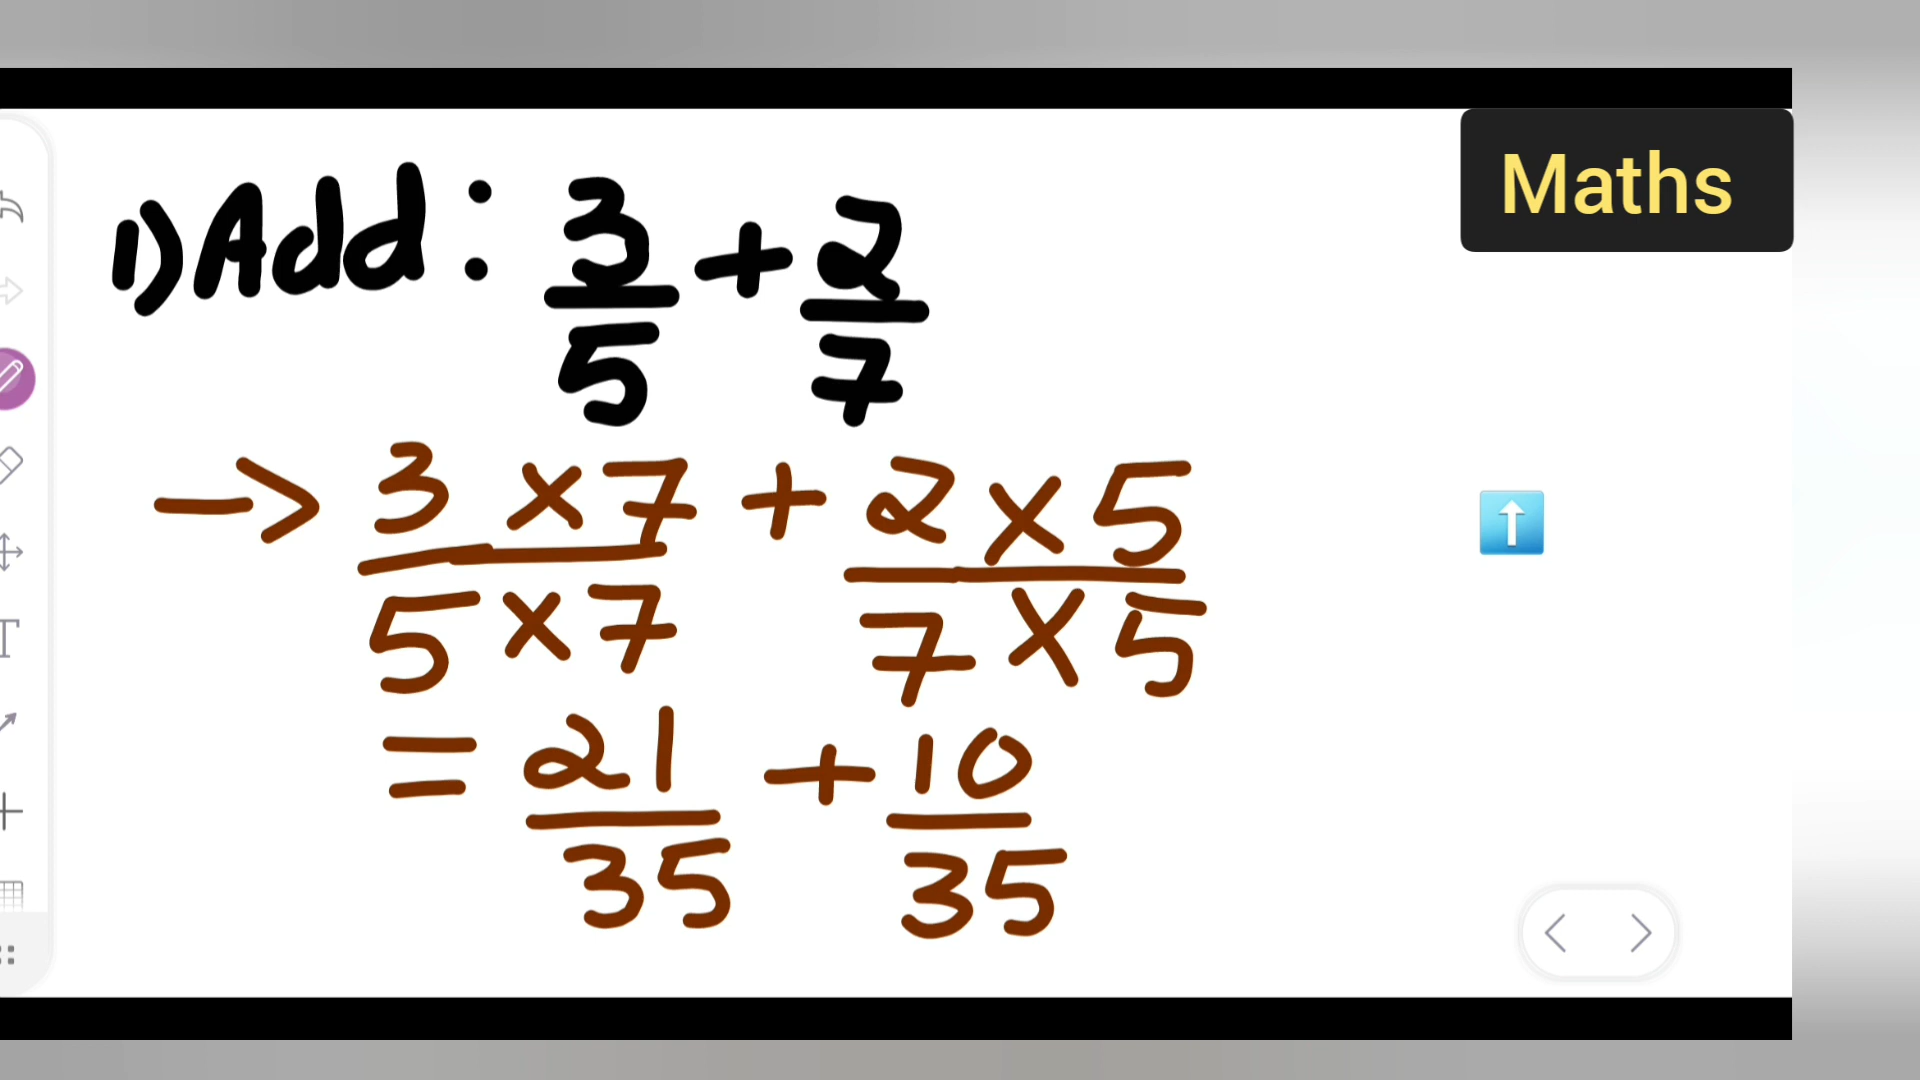 Maths
1) Add: 3/5 + 2/7
→ 3 × 7 / 5 × 7 + 2 × 5 / 7 × 5
= 21/35 + 10/35